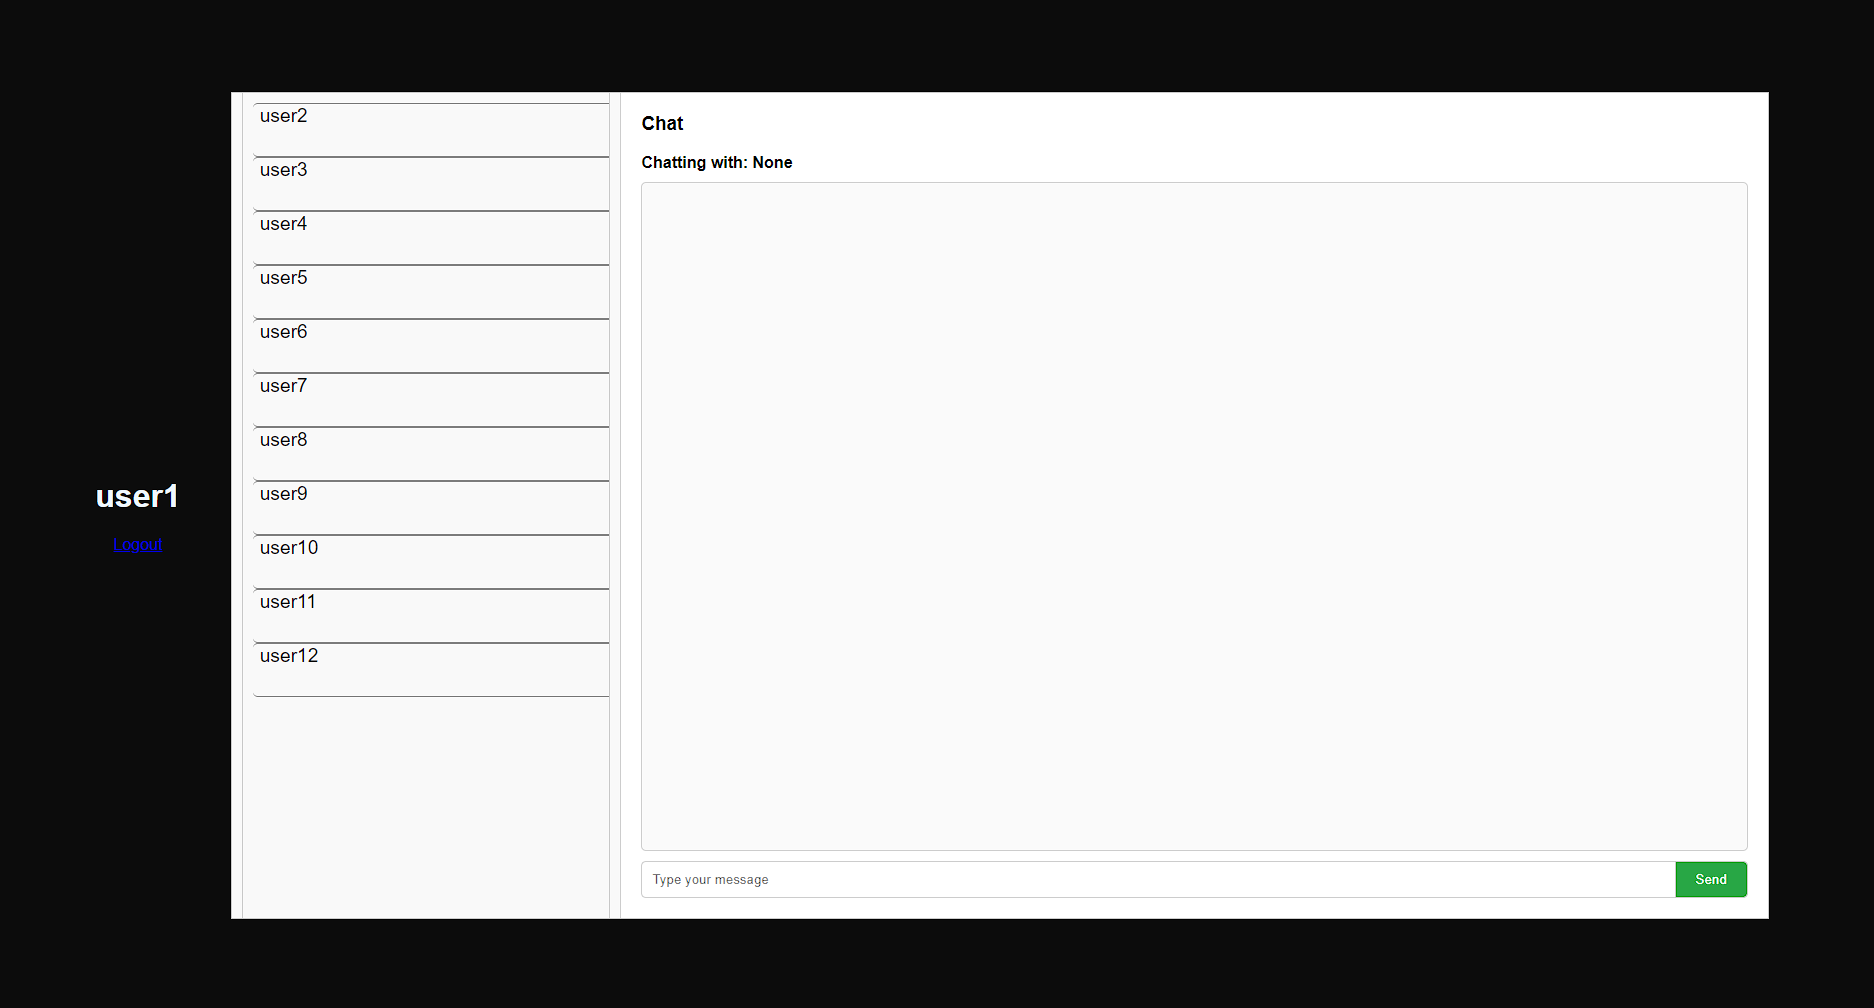 user1
Logout
user2
user3
user4
user5
user6
user7
user8
user9
user10
user11
user12
Chat
Chatting with: None
Type your message
Send